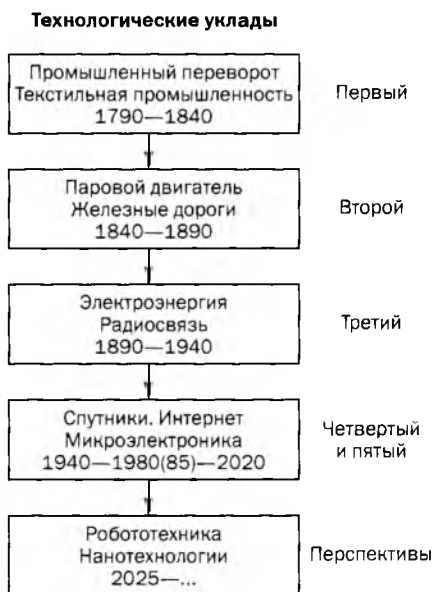 Технологические уклады
Промышленный переворот
Текстильная промышленность
1790—1840
Первый
Паровой двигатель
Железные дороги
1840—1890
Второй
Электроэнергия
Радиосвязь
1890—1940
Третий
Спутники. Интернет
Микроэлектроника
1940—1980(85)—2020
Четвертый
и пятый
Робототехника
Нанотехнологии
2025—...
Перспективы